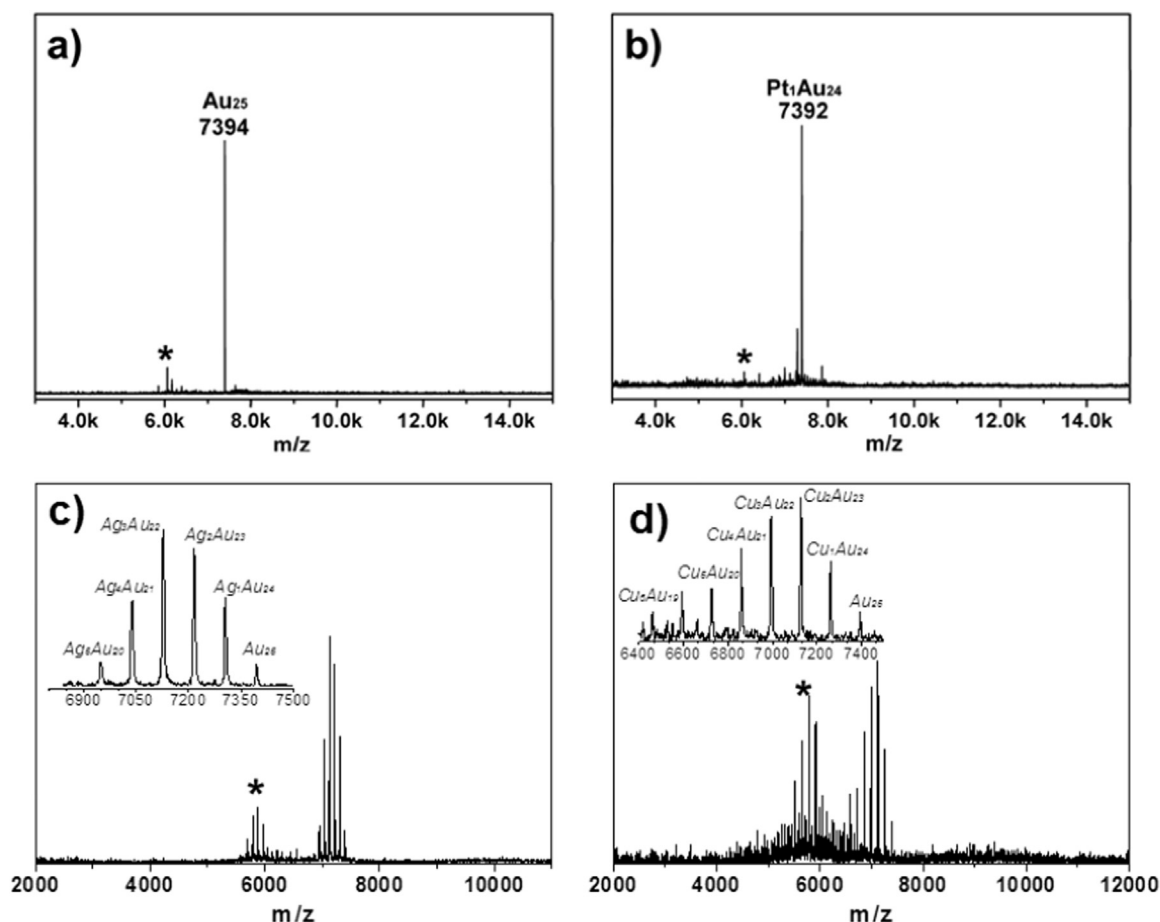 a)
Au₂₅
7394
*
4.0k 6.0k 8.0k 10.0k 12.0k 14.0k
m/z
b)
Pt₁Au₂₄
7392
*
4.0k 6.0k 8.0k 10.0k 12.0k 14.0k
m/z
c)
Ag₃Au₂₂
Ag₂Au₂₃
Ag₄Au₂₁
Ag₁Au₂₄
Ag₅Au₂₀
Au₂₅
6900 7050 7200 7350 7500
*
2000 4000 6000 8000 10000
m/z
d)
Cu₂Au₂₃
Cu₃Au₂₂
Cu₄Au₂₁
Cu₁Au₂₄
Cu₅Au₂₀
Cu₅Au₁₉
Au₂₅
6400 6600 6800 7000 7200 7400
*
2000 4000 6000 8000 10000 12000
m/z